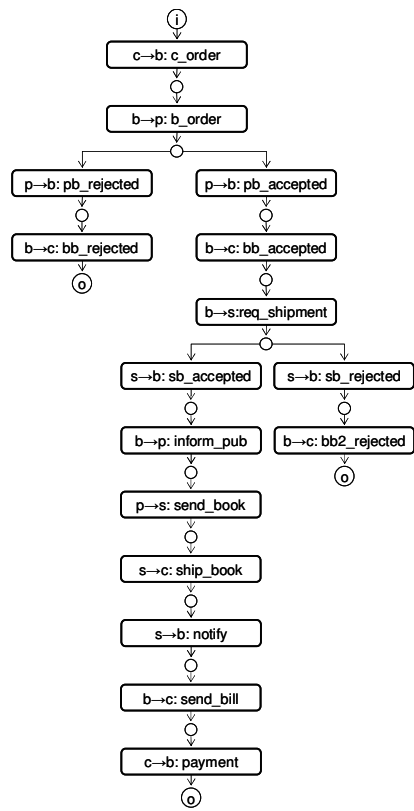 i
c→b: c_order
b→p: b_order
p→b: pb_rejected
p→b: pb_accepted
b→c: bb_rejected
b→c: bb_accepted
o
b→s:req_shipment
s→b: sb_accepted
s→b: sb_rejected
b→p: inform_pub
b→c: bb2_rejected
o
p→s: send_book
s→c: ship_book
s→b: notify
b→c: send_bill
c→b: payment
o